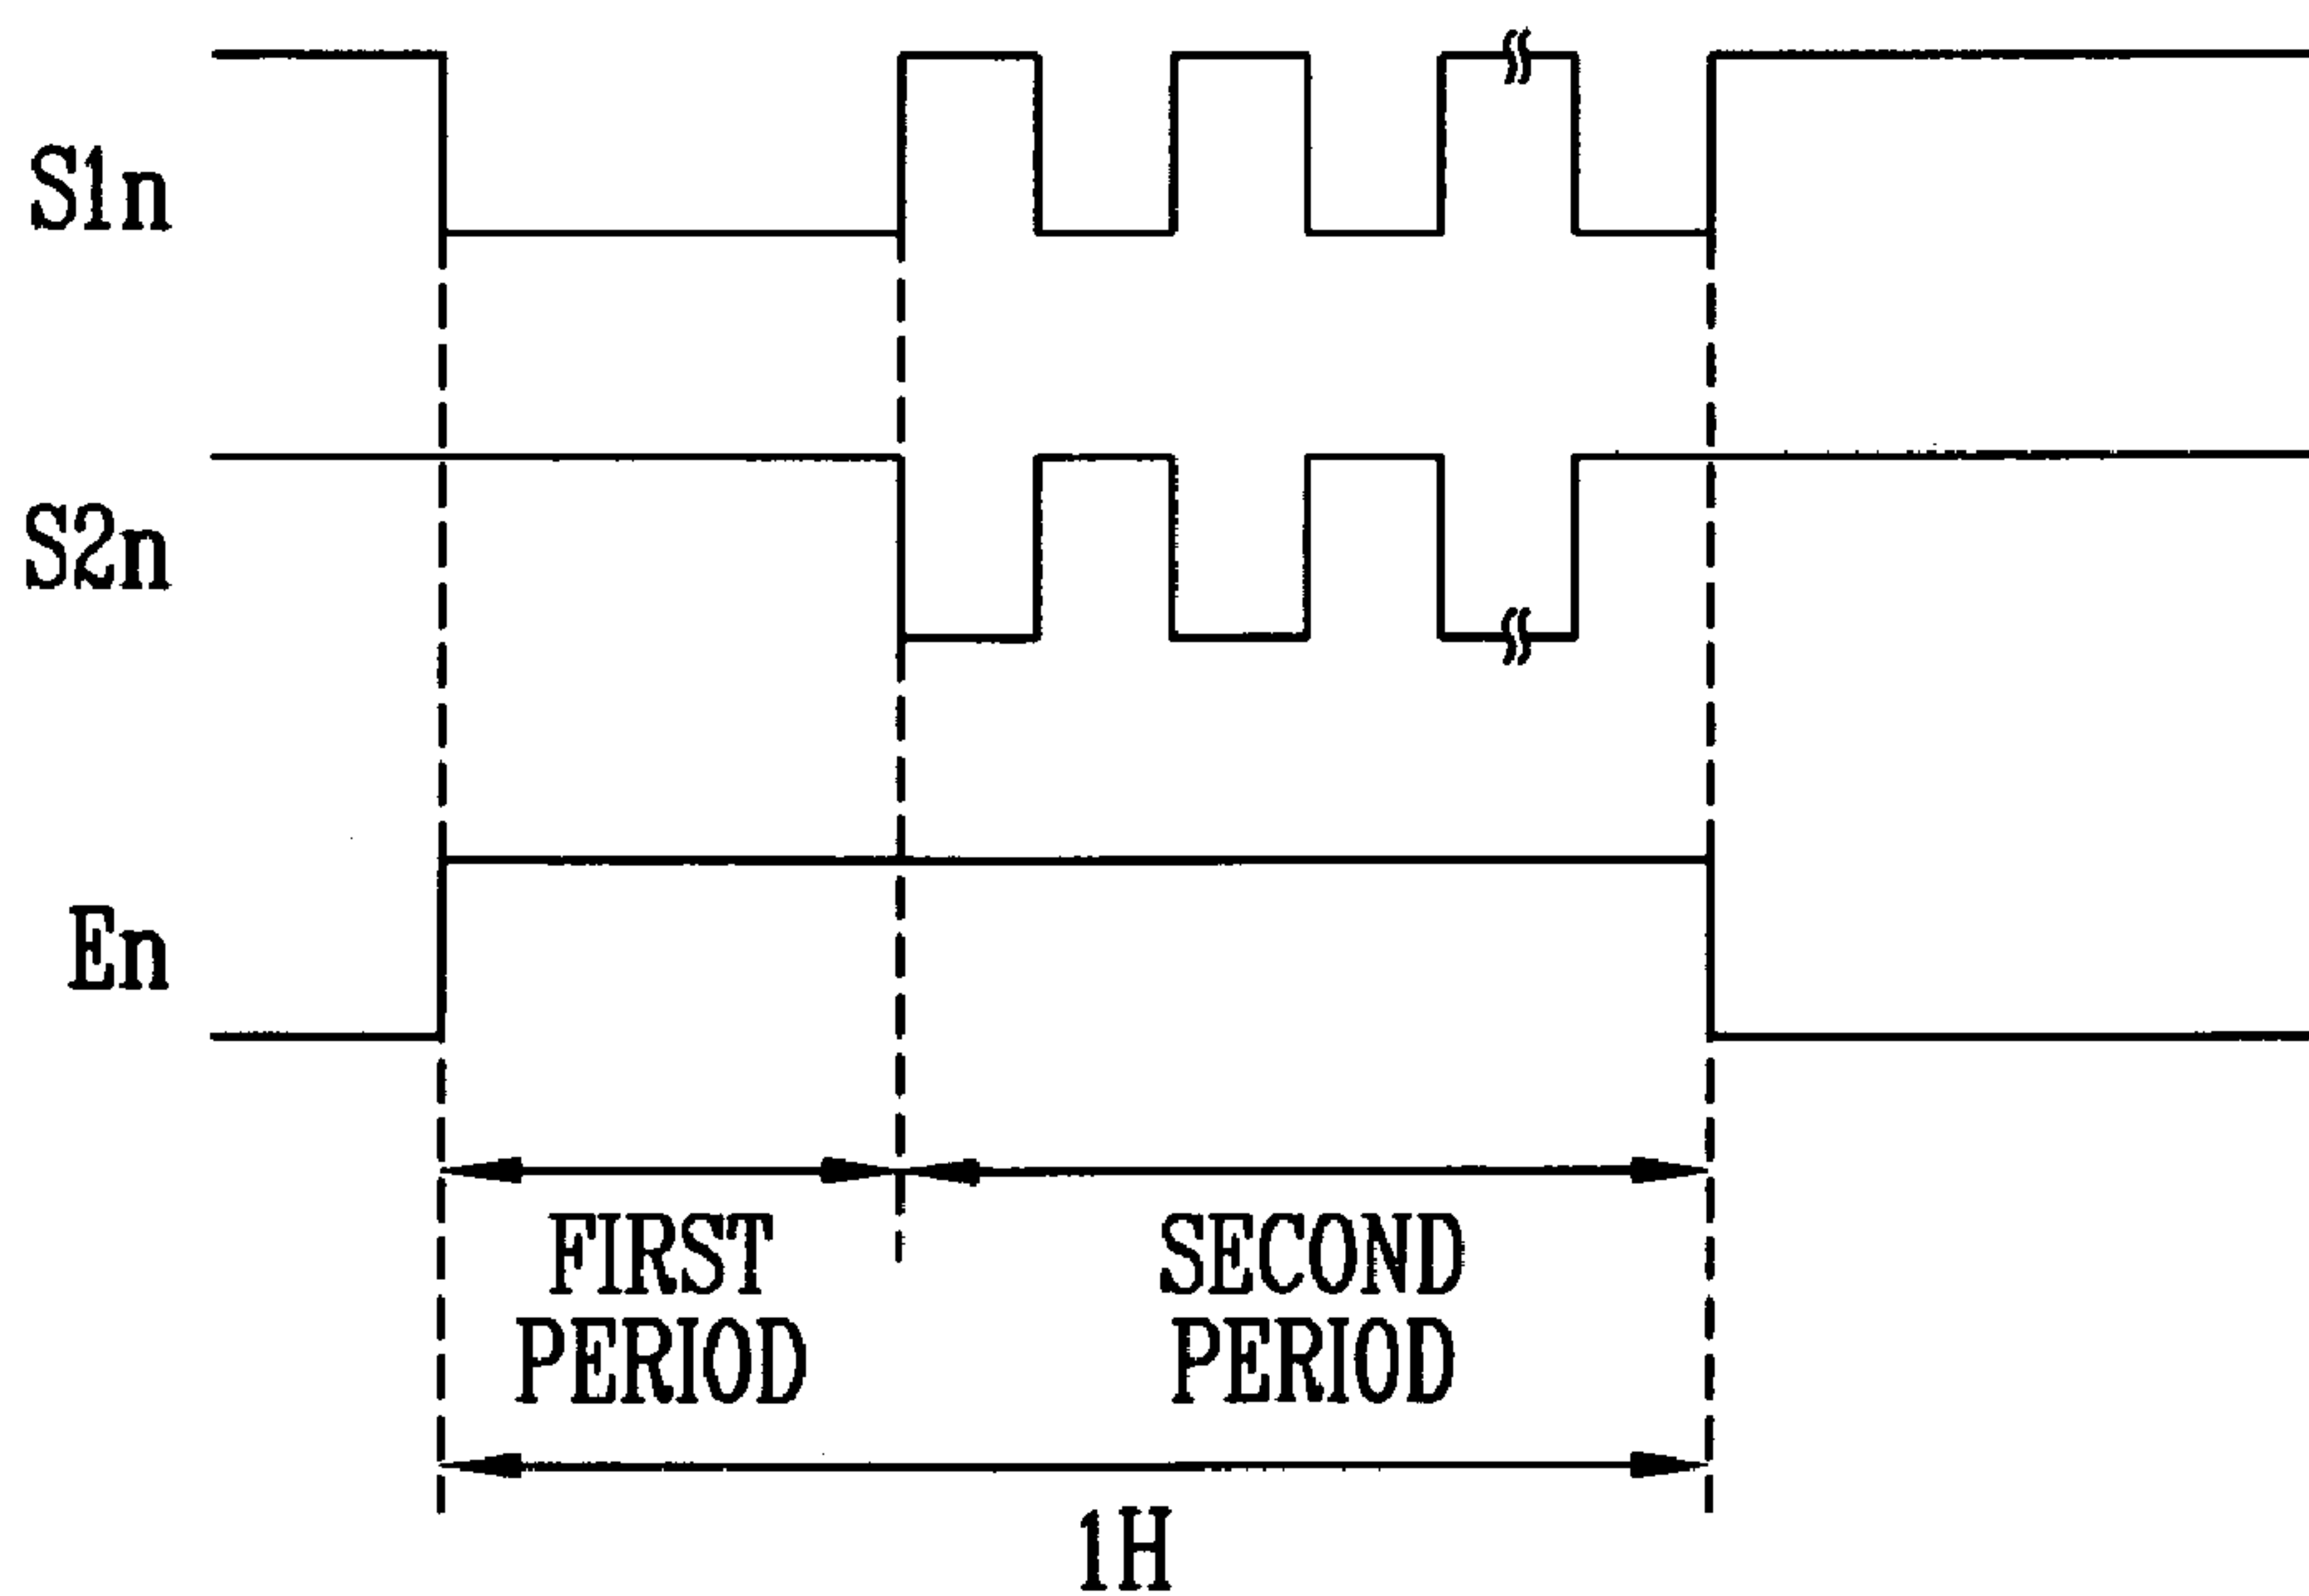 S1n
S2n
En
FIRST
PERIOD
SECOND
PERIOD
1H